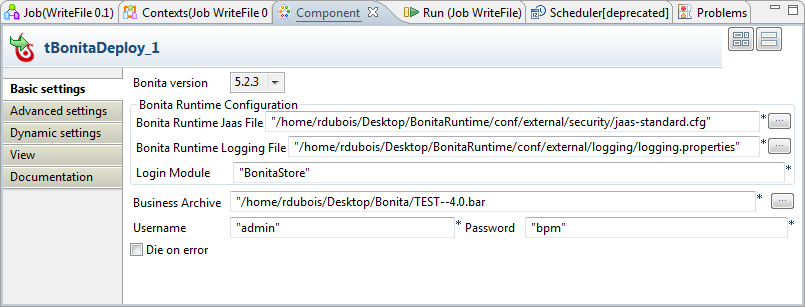 Job(WriteFile 0.1) Contexts(Job WriteFile 0 Component Run (Job WriteFile) Scheduler[deprecated] Problems
tBonitaDeploy_1
Basic settings
Advanced settings
Dynamic settings
View
Documentation
Bonita version 5.2.3
Bonita Runtime Configuration
Bonita Runtime Jaas File "/home/rdubois/Desktop/BonitaRuntime/conf/external/security/jaas-standard.cfg" * ...
Bonita Runtime Logging File "/home/rdubois/Desktop/BonitaRuntime/conf/external/logging/logging.properties" * ...
Login Module "BonitaStore" *
Business Archive "/home/rdubois/Desktop/Bonita/TEST--4.0.bar * ...
Username "admin" * Password "bpm" *
Die on error